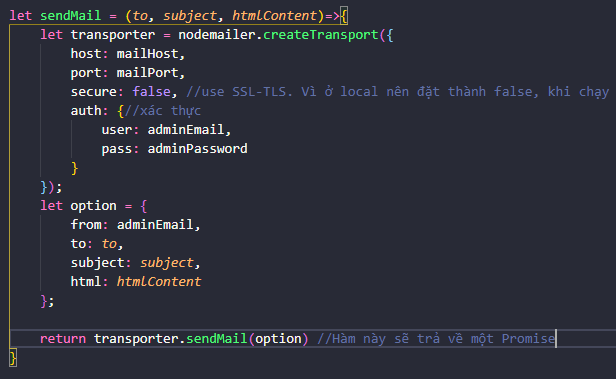 let sendMail = (to, subject, htmlContent)=>{
let transporter = nodemailer.createTransport({
host: mailHost,
port: mailPort,
secure: false, //use SSL-TLS. Vì ở local nên đặt thành false, khi chạy
auth: {//xác thực
user: adminEmail,
pass: adminPassword
}
});
let option = {
from: adminEmail,
to: to,
subject: subject,
html: htmlContent
};
return transporter.sendMail(option) //Hàm này sẽ trả về một Promise
}